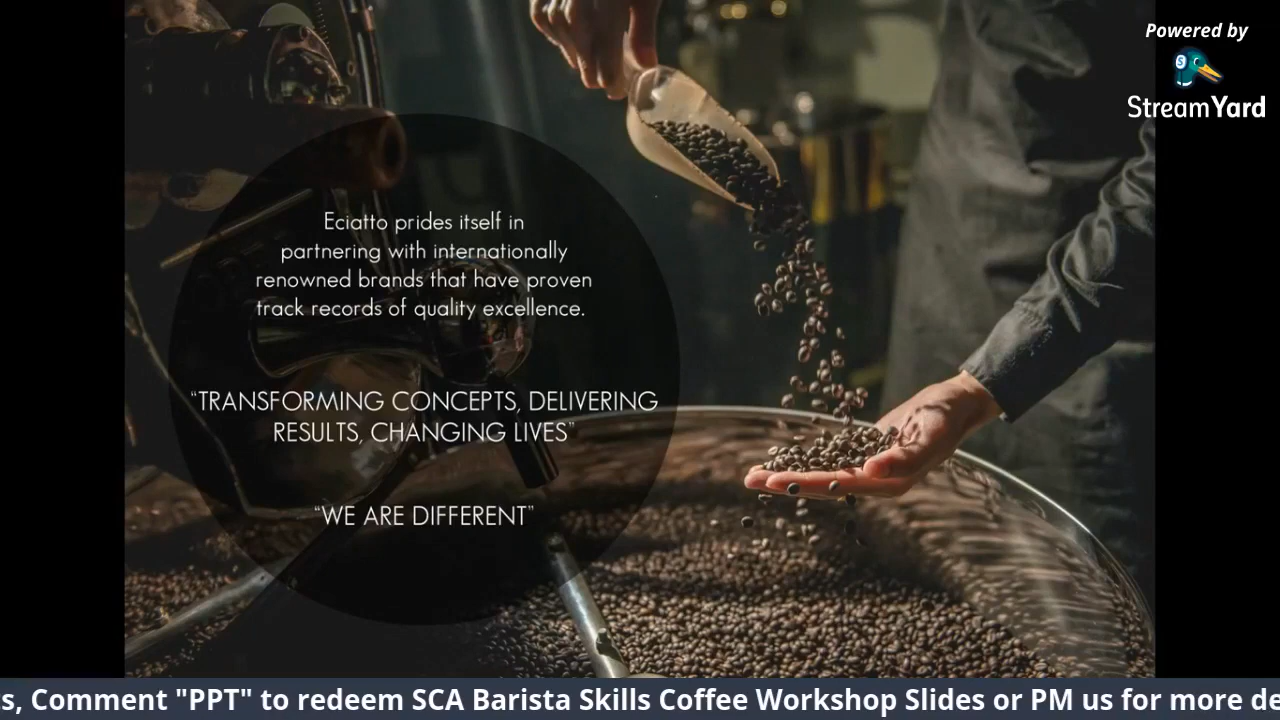 Powered by
StreamYard
Eciatto prides itself in
partnering with internationally
renowned brands that have proven
track records of quality excellence.
“TRANSFORMING CONCEPTS, DELIVERING
RESULTS, CHANGING LIVES”
“WE ARE DIFFERENT”
Comment "PPT" to redeem SCA Barista Skills Coffee Workshop Slides or PM us for more